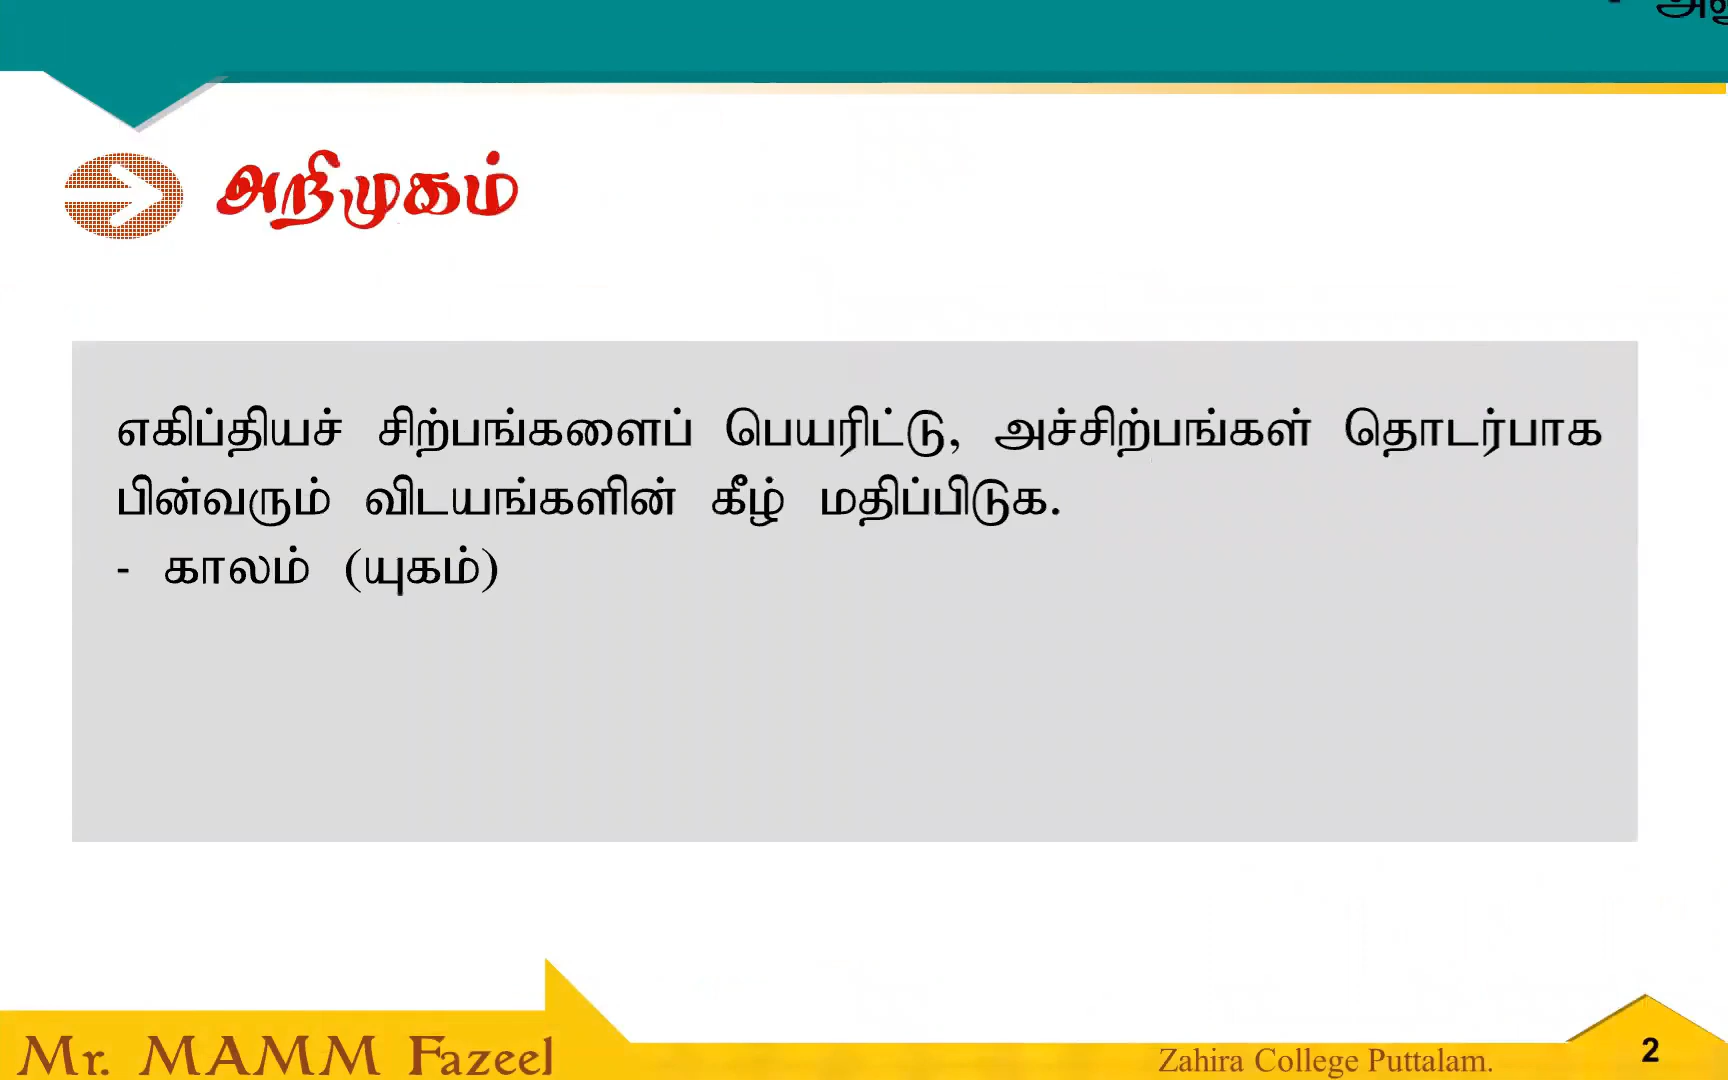 அறிமுகம்
எகிப்தியச் சிற்பங்களைப் பெயரிட்டு, அச்சிற்பங்கள் தொடர்பாக
பின்வரும் விடயங்களின் கீழ் மதிப்பிடுக.
- காலம் (யுகம்)
Mr. MAMM Fazeel
Zahira College Puttalam.
2